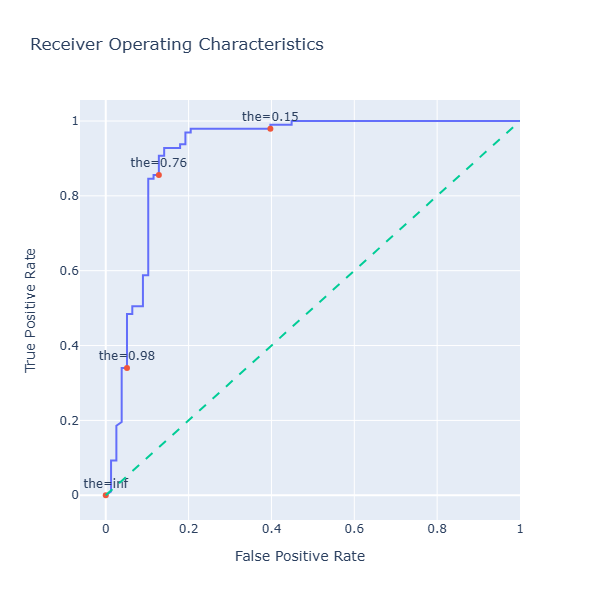 Receiver Operating Characteristics
the=0.15
the=0.76
the=0.98
the=inf
1
0.8
0.6
0.4
0.2
0
True Positive Rate
0
0.2
0.4
0.6
0.8
1
False Positive Rate